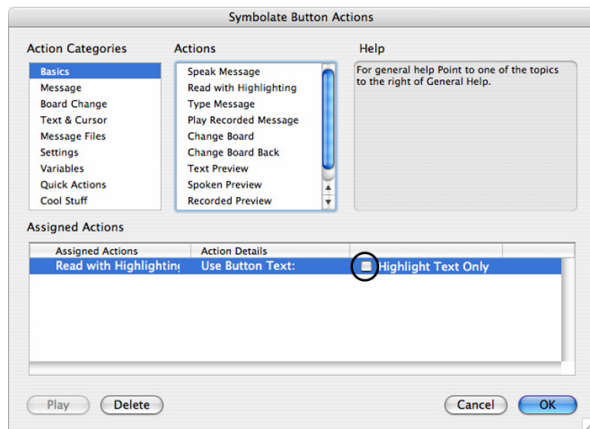 Symbolate Button Actions
Action Categories
Basics
Message
Board Change
Text & Cursor
Message Files
Settings
Variables
Quick Actions
Cool Stuff
Actions
Speak Message
Read with Highlighting
Type Message
Play Recorded Message
Change Board
Change Board Back
Text Preview
Spoken Preview
Recorded Preview
Help
For general help Point to one of the topics
to the right of General Help.
Assigned Actions
Assigned Actions Action Details
Read with Highlighting Use Button Text: Highlight Text Only
Play Delete Cancel OK